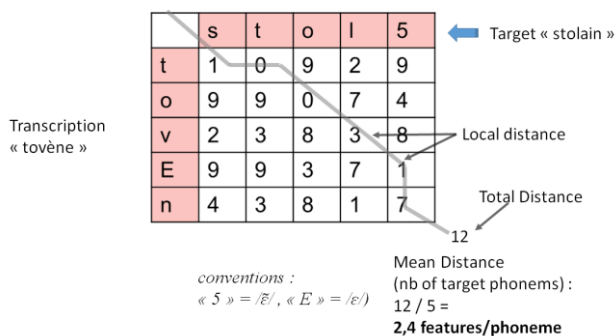 s t o l 5
Target « stolain »
t 1 0 9 2 9
o 9 9 0 7 4
v 2 3 8 3 8
E 9 9 3 7 1
n 4 3 8 1 7
Transcription
« tovène »
Local distance
Total Distance
12
conventions :
« 5 » = /ɛ̃/ , « E » = /ɛ/)
Mean Distance
(nb of target phonems) :
12 / 5 =
2,4 features/phoneme